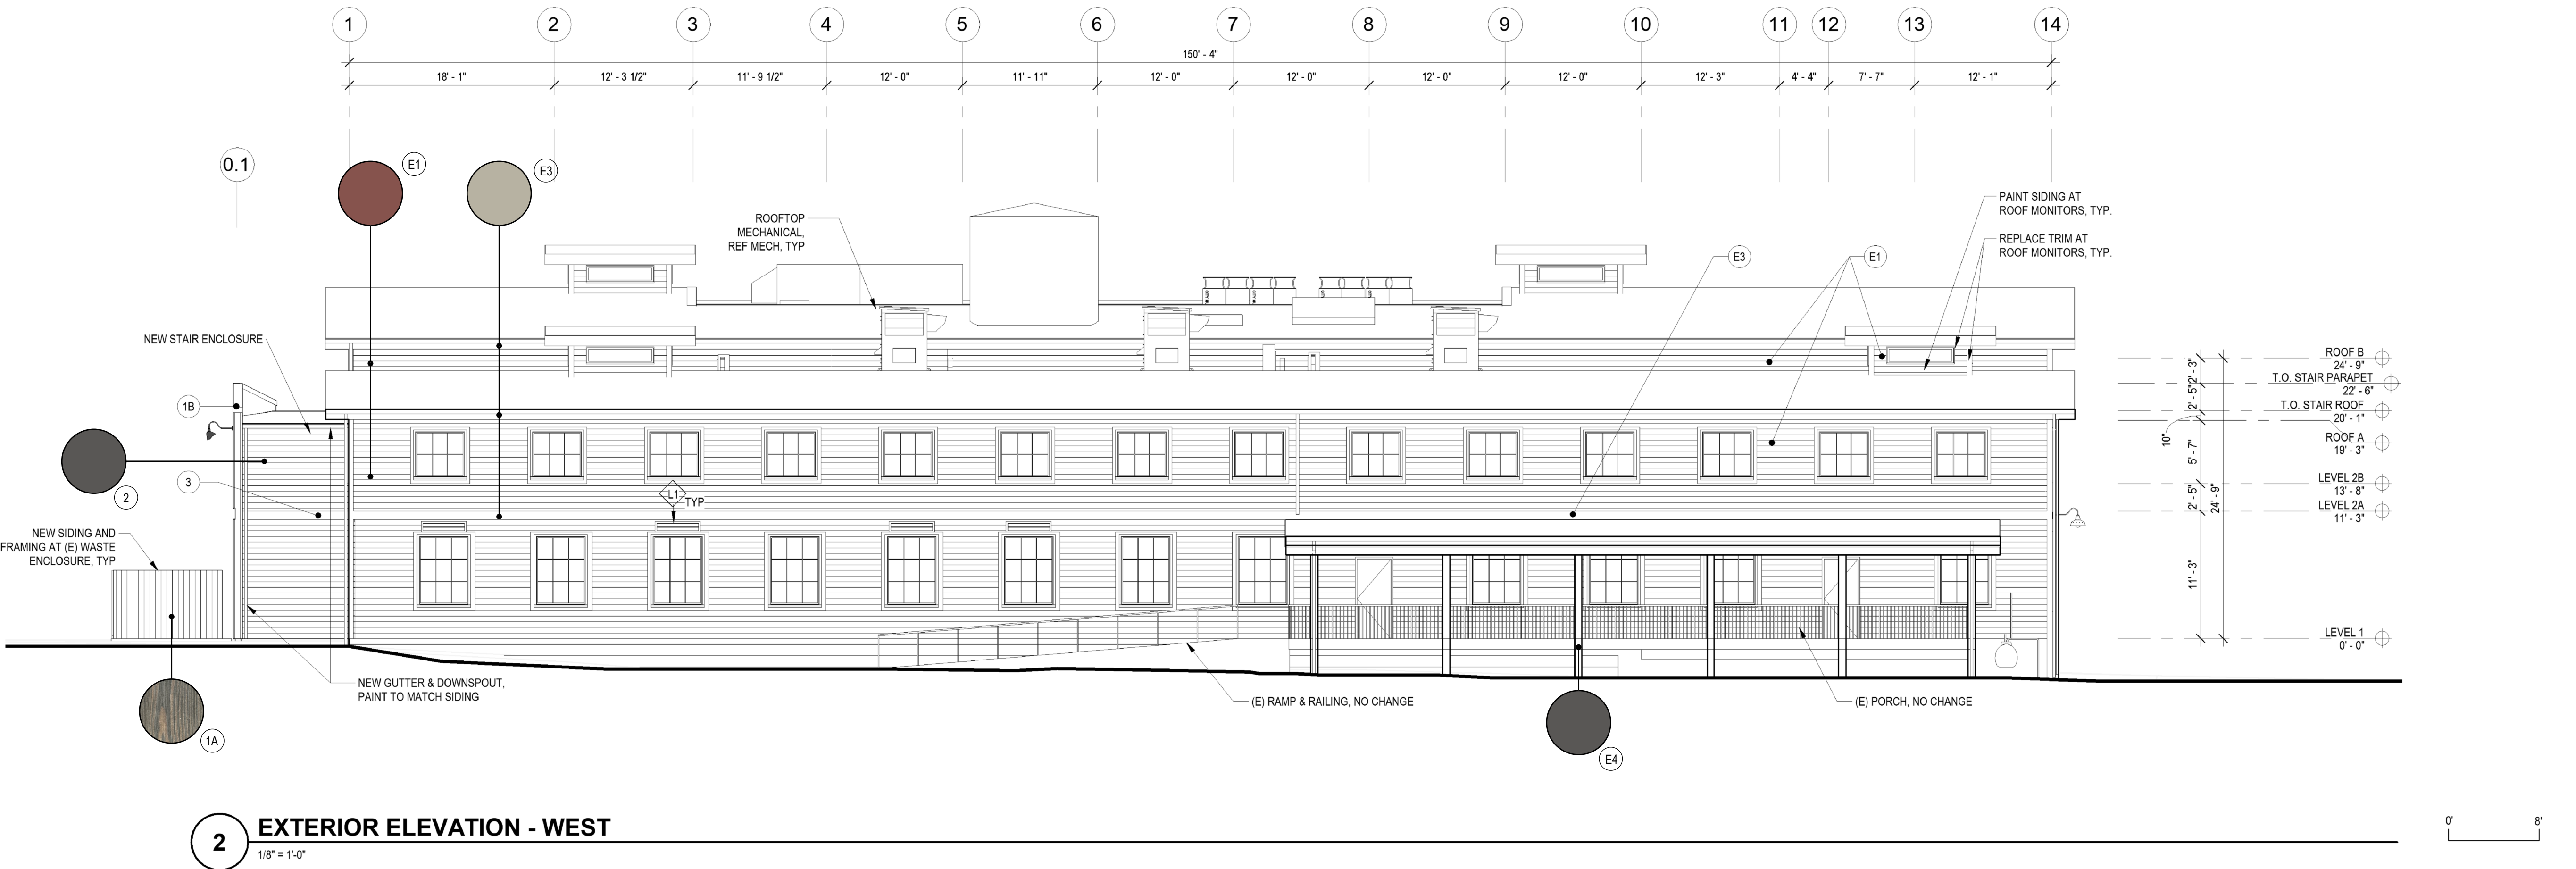 1 2 3 4 5 6 7 8 9 10 11 12 13 14
150' - 4"
18' - 1" 12' - 3 1/2" 11' - 9 1/2" 12' - 0" 11' - 11" 12' - 0" 12' - 0" 12' - 0" 12' - 0" 12' - 3" 4' - 4" 7' - 7" 12' - 1"
0.1
E1
E3
ROOFTOP
MECHANICAL,
REF MECH, TYP
E3
E1
PAINT SIDING AT
ROOF MONITORS, TYP.
REPLACE TRIM AT
ROOF MONITORS, TYP.
NEW STAIR ENCLOSURE
1B
2
3
L1
TYP
NEW SIDING AND
FRAMING AT (E) WASTE
ENCLOSURE, TYP
1A
NEW GUTTER & DOWNSPOUT,
PAINT TO MATCH SIDING
(E) RAMP & RAILING, NO CHANGE
E4
(E) PORCH, NO CHANGE
2' - 3"
2' - 5"
10"
5' - 7"
2' - 5"
11' - 3"
24' - 9"
ROOF B
24' - 9"
T.O. STAIR PARAPET
22' - 6"
T.O. STAIR ROOF
20' - 1"
ROOF A
19' - 3"
LEVEL 2B
13' - 8"
LEVEL 2A
11' - 3"
LEVEL 1
0' - 0"
2
EXTERIOR ELEVATION - WEST
1/8" = 1'-0"
0' 8'